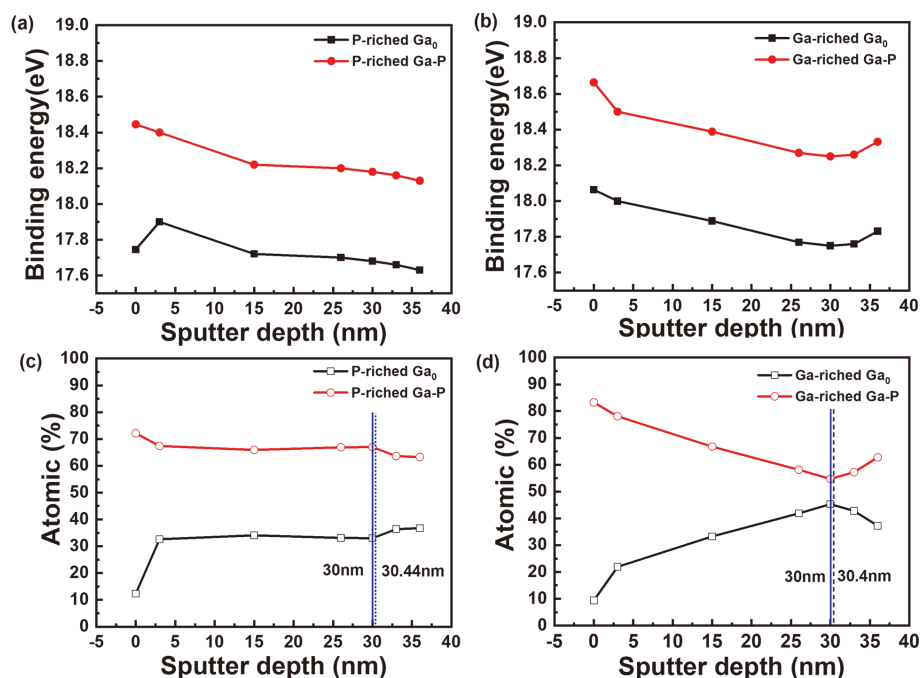 (a)
P-riched Ga₀
P-riched Ga-P
Binding energy(eV)
19.0
18.8
18.6
18.4
18.2
18.0
17.8
17.6
-5 0 5 10 15 20 25 30 35 40
Sputter depth (nm)
(b)
Ga-riched Ga₀
Ga-riched Ga-P
Binding energy(eV)
19.0
18.8
18.6
18.4
18.2
18.0
17.8
17.6
-5 0 5 10 15 20 25 30 35 40
Sputter depth (nm)
(c)
P-riched Ga₀
P-riched Ga-P
Atomic (%)
100
90
80
70
60
50
40
30
20
10
0
30nm
30.44nm
-5 0 5 10 15 20 25 30 35 40
Sputter depth (nm)
(d)
Ga-riched Ga₀
Ga-riched Ga-P
Atomic (%)
100
90
80
70
60
50
40
30
20
10
0
30nm
30.4nm
-5 0 5 10 15 20 25 30 35 40
Sputter depth (nm)